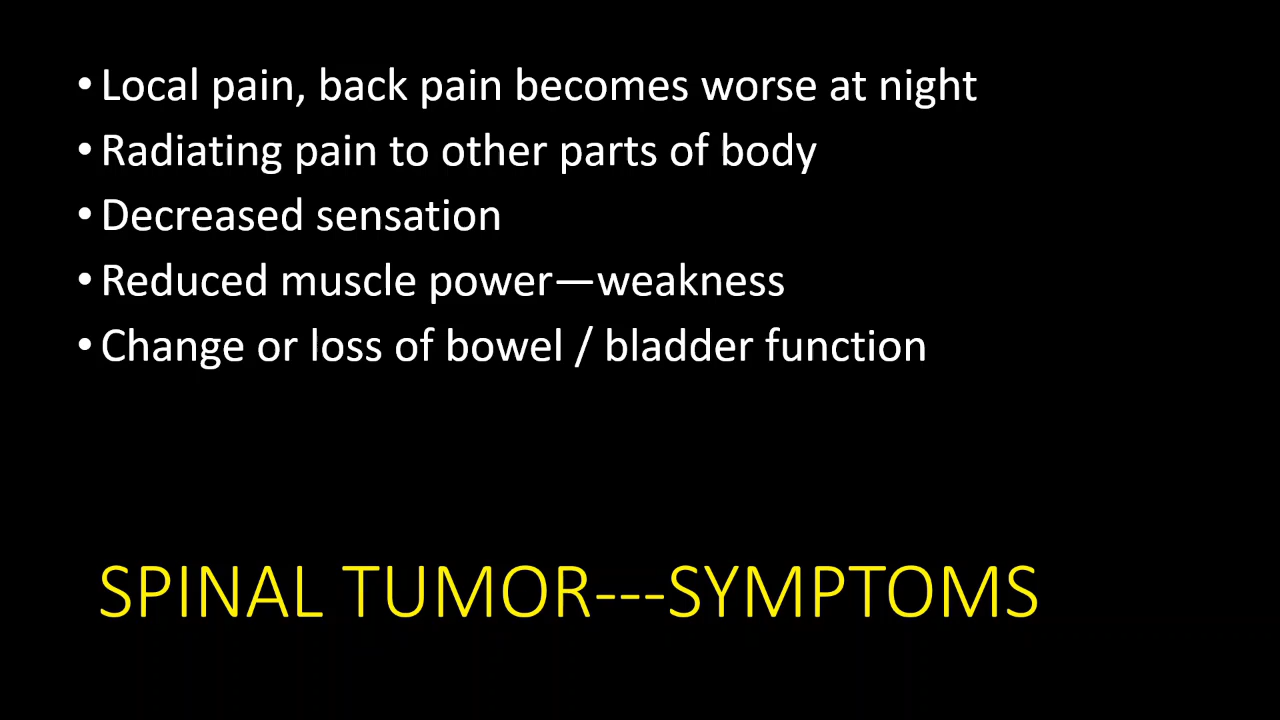 • Local pain, back pain becomes worse at night
• Radiating pain to other parts of body
• Decreased sensation
• Reduced muscle power—weakness
• Change or loss of bowel / bladder function
SPINAL TUMOR---SYMPTOMS